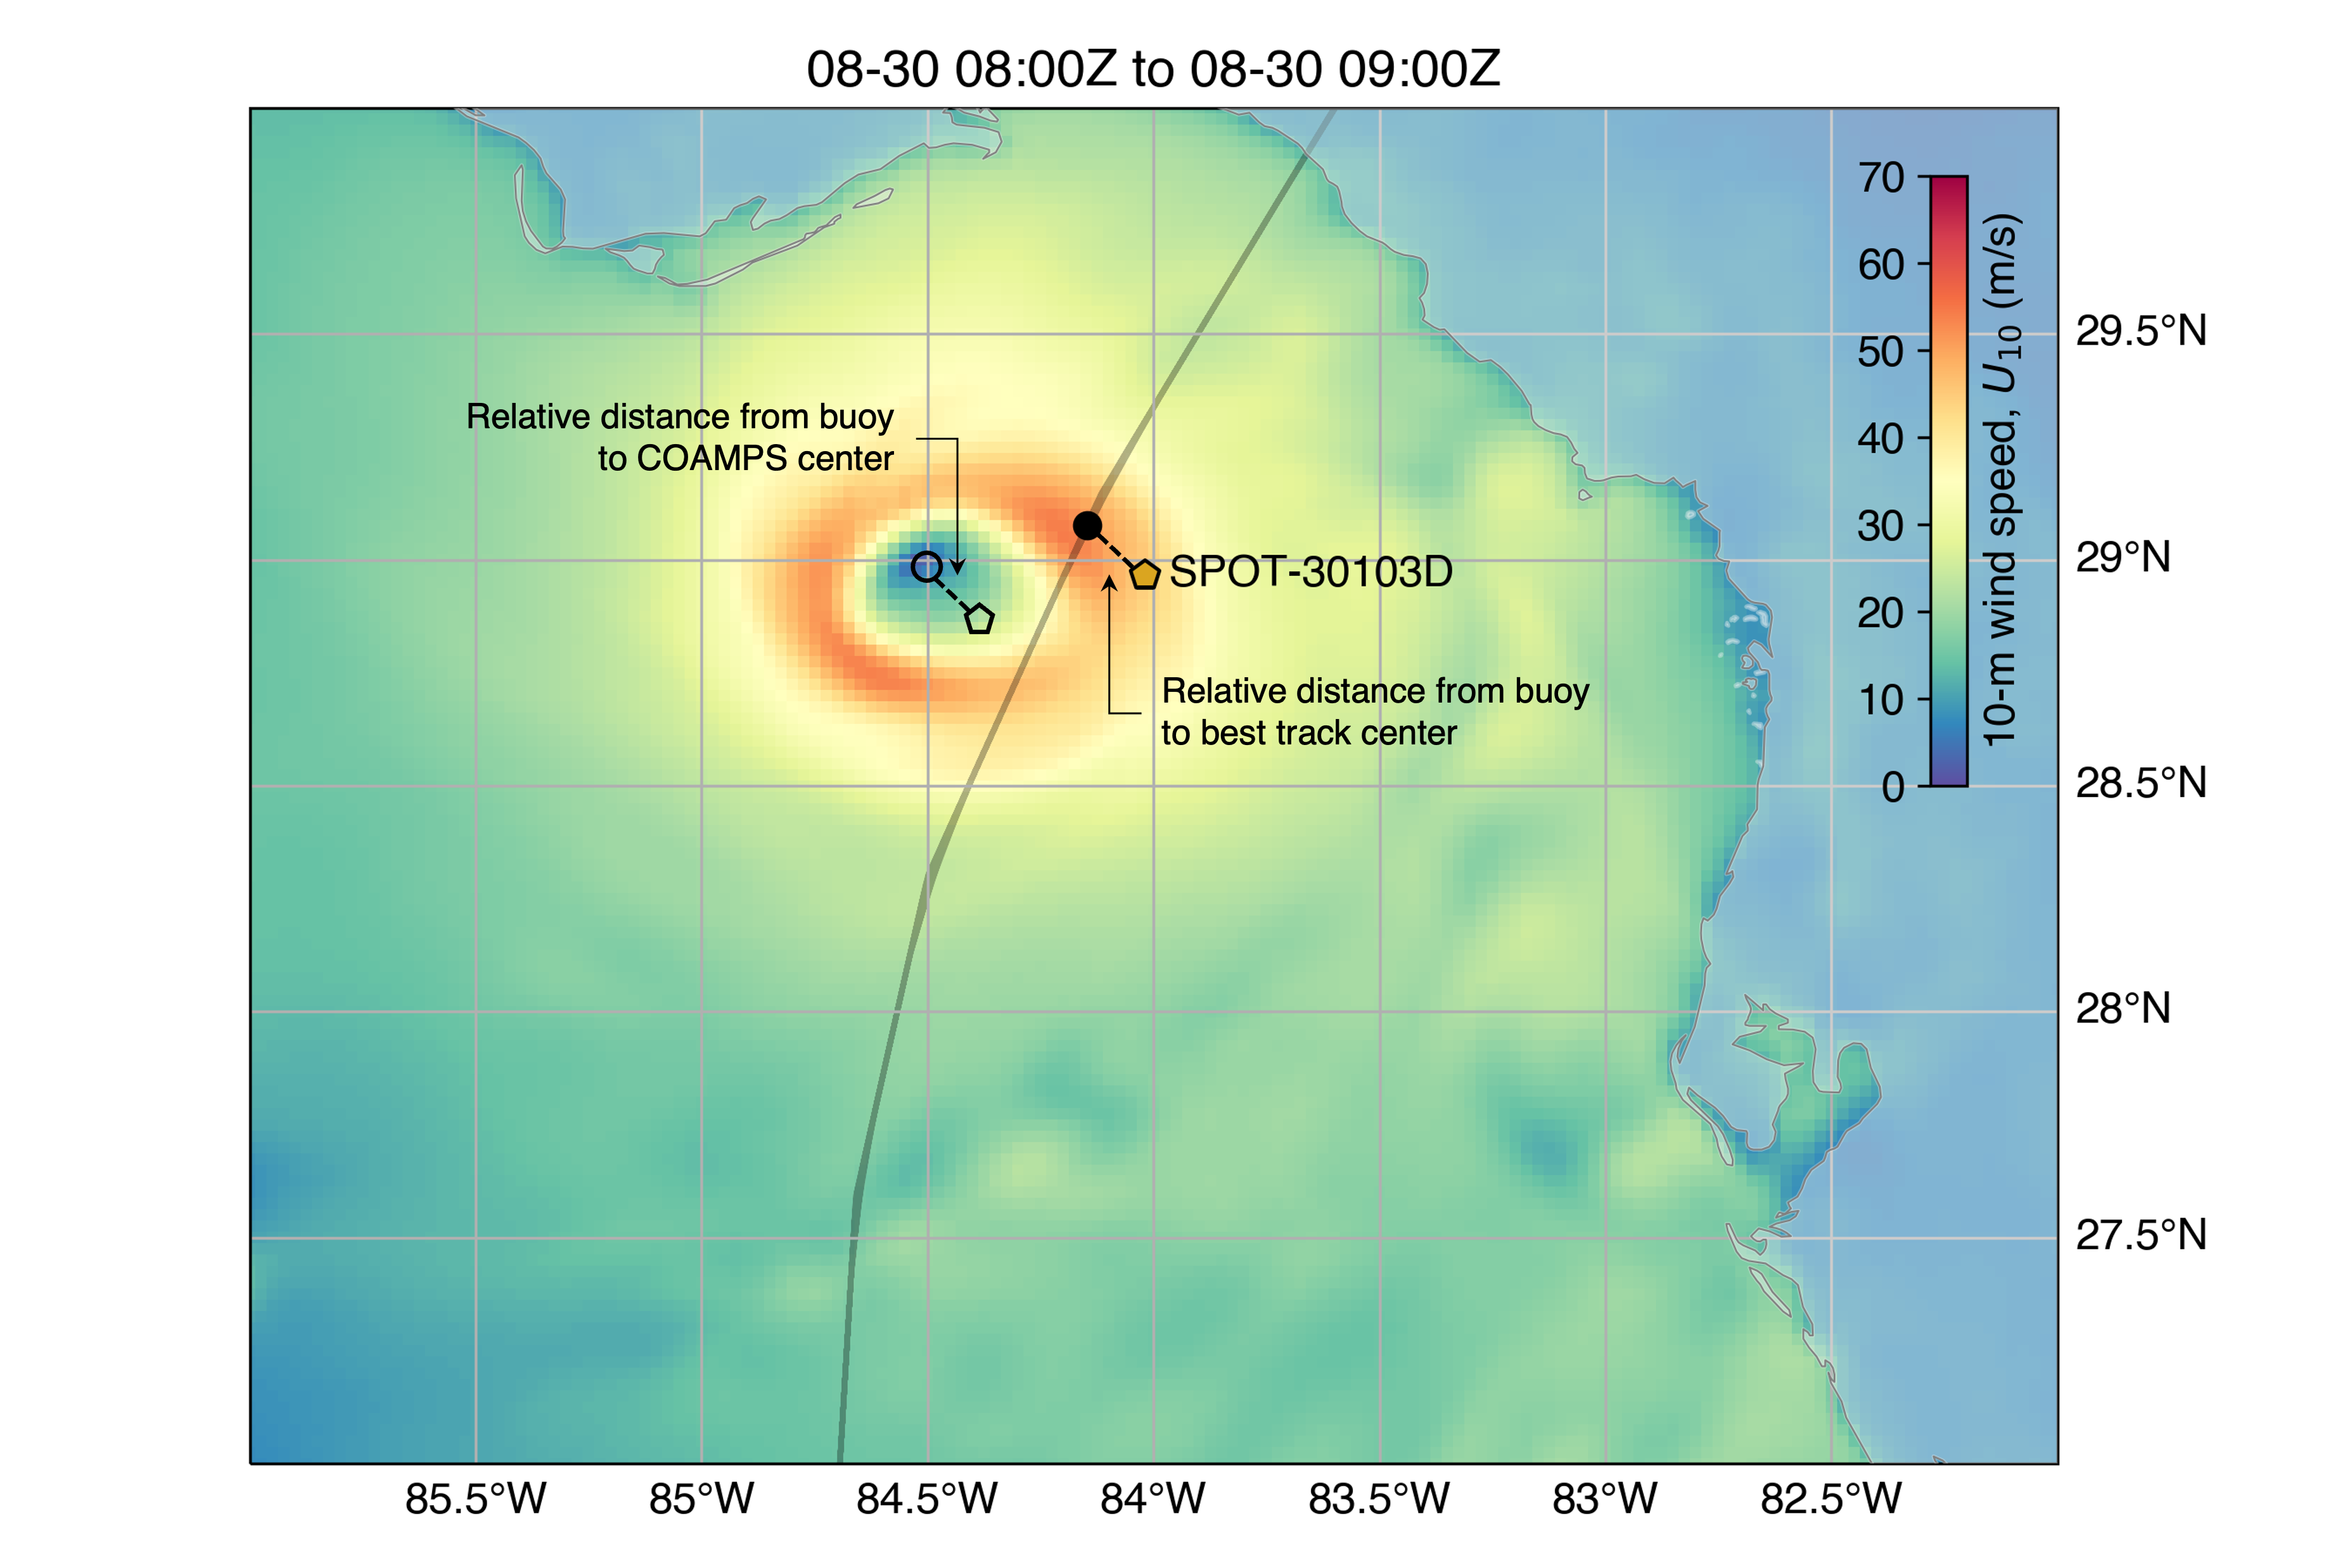 08-30 08:00Z to 08-30 09:00Z
Relative distance from buoy
to COAMPS center
SPOT-30103D
Relative distance from buoy
to best track center
70
60
50
40
30
20
10
0
10-m wind speed, U10 (m/s)
29.5°N
29°N
28.5°N
28°N
27.5°N
85.5°W
85°W
84.5°W
84°W
83.5°W
83°W
82.5°W